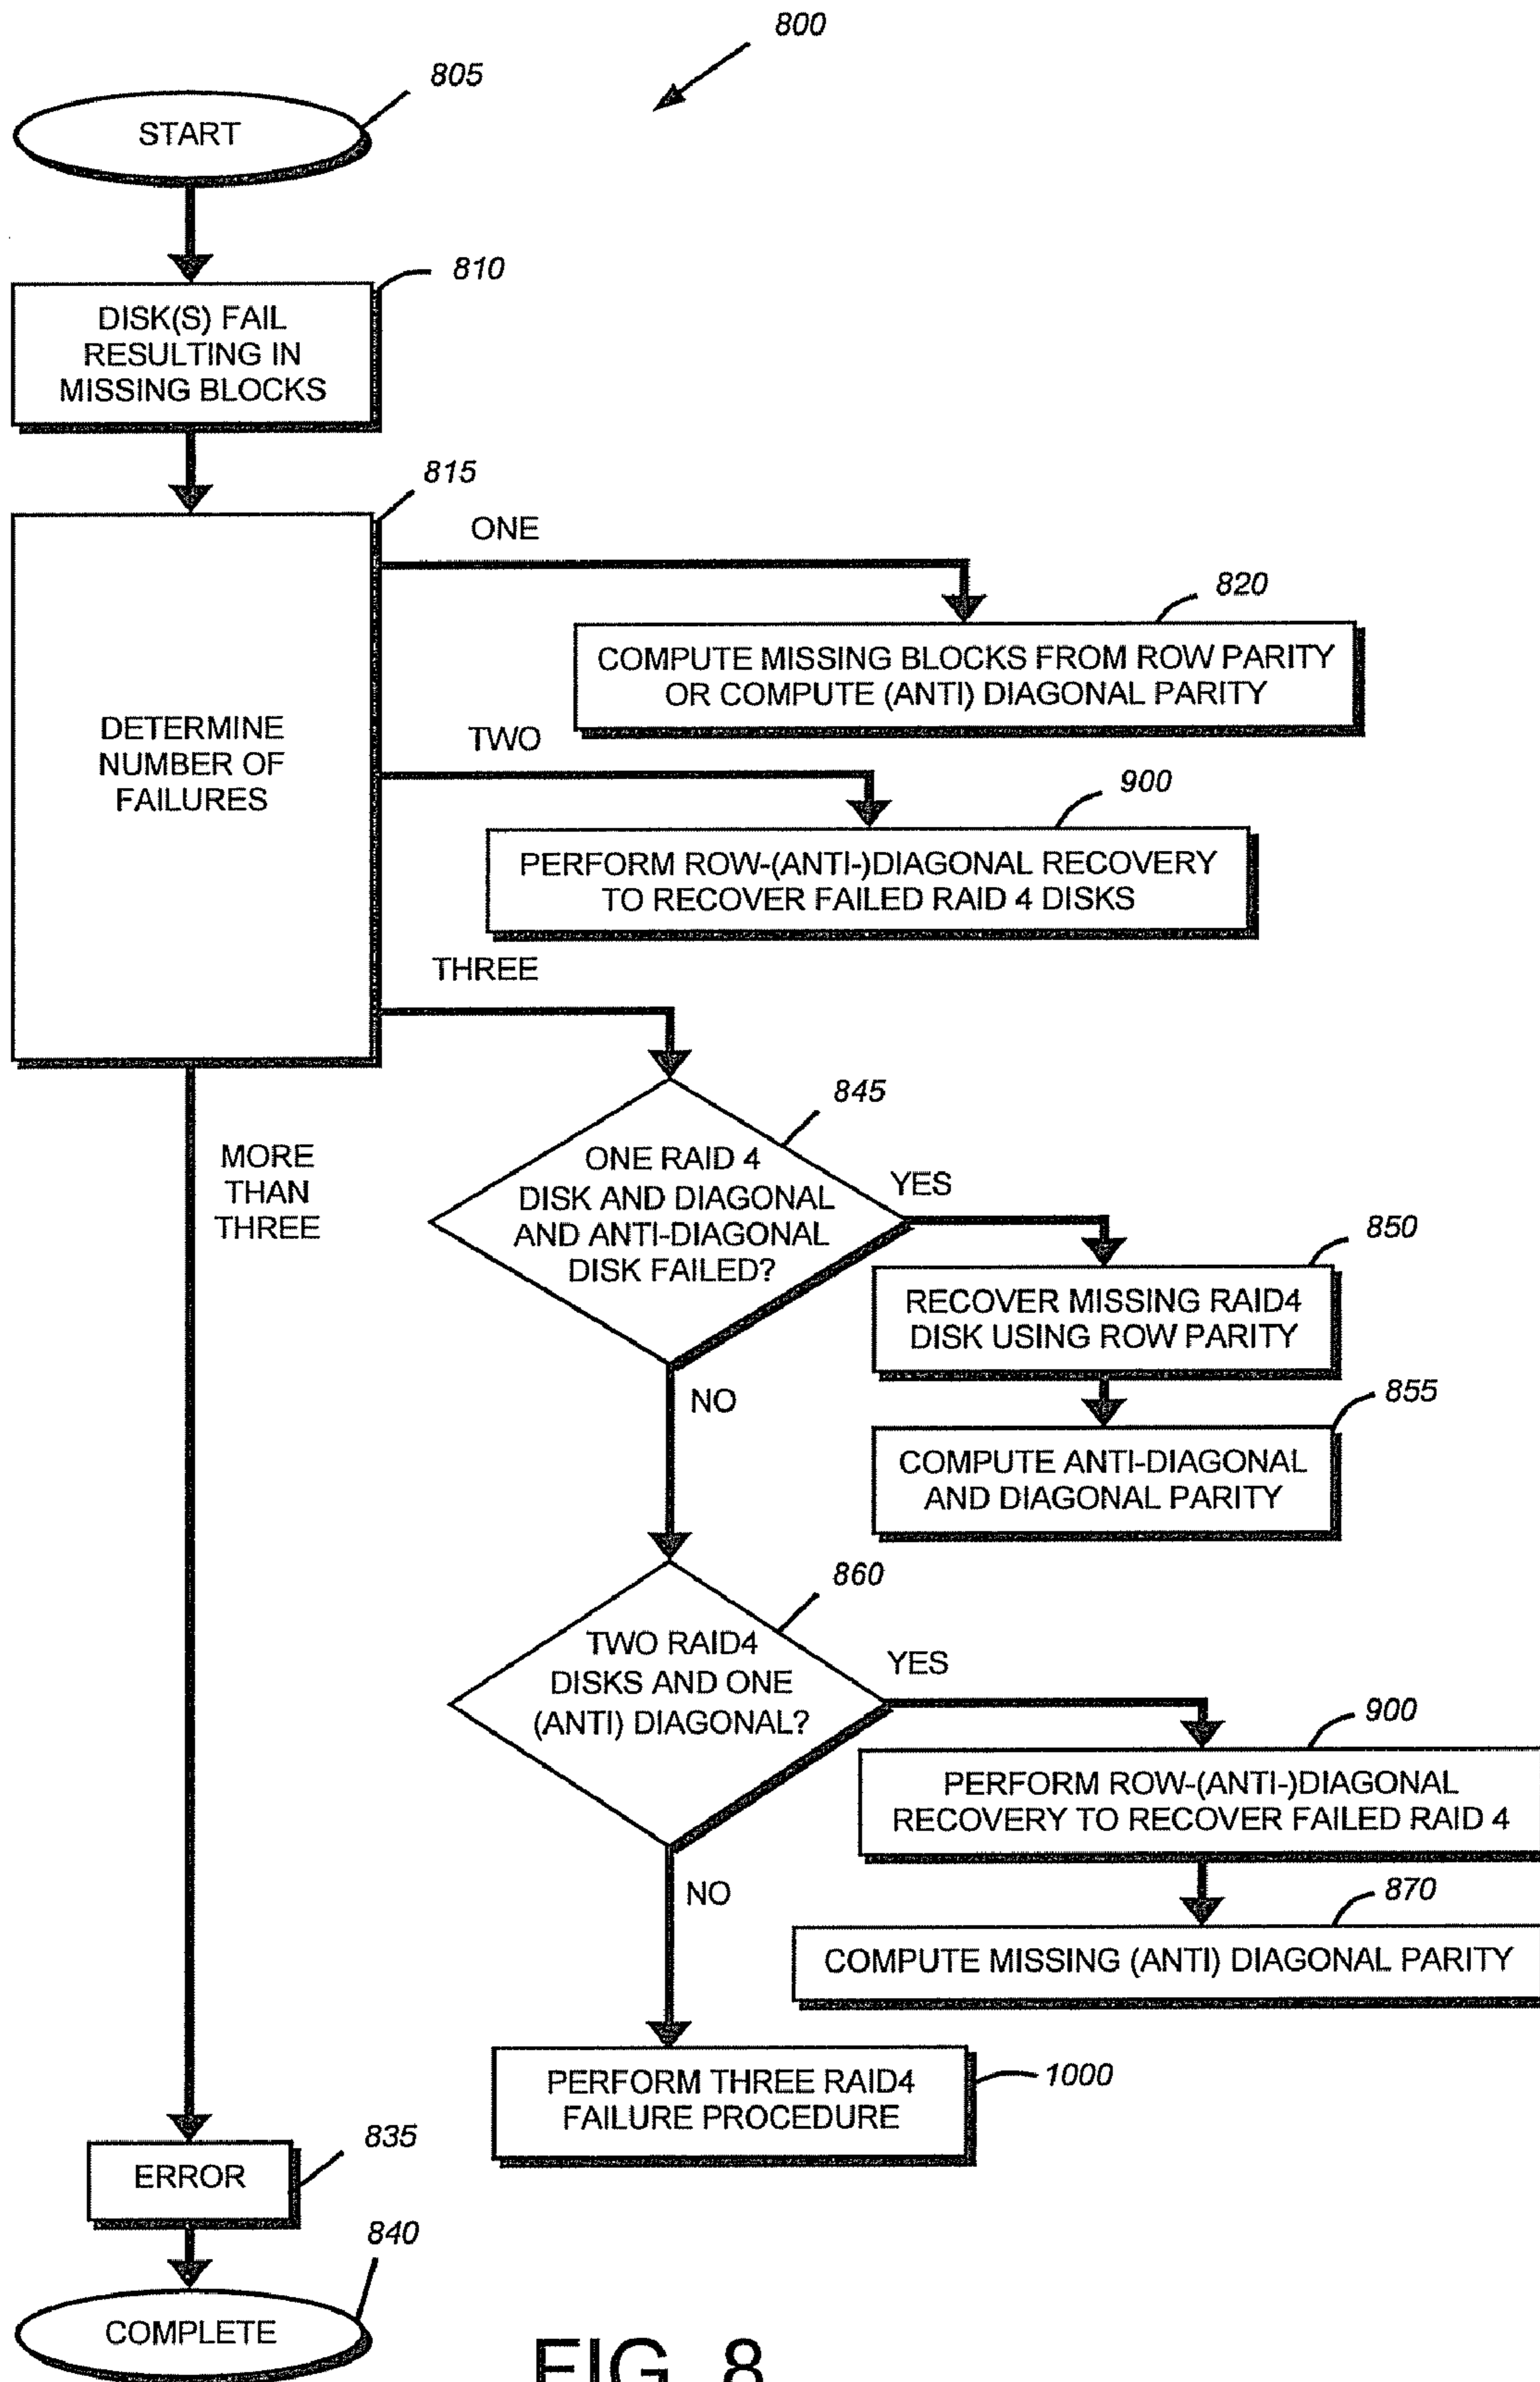 800
805
START
810
DISK(S) FAIL
RESULTING IN
MISSING BLOCKS
815
DETERMINE
NUMBER OF
FAILURES
ONE
820
COMPUTE MISSING BLOCKS FROM ROW PARITY
OR COMPUTE (ANTI) DIAGONAL PARITY
TWO
900
PERFORM ROW-(ANTI-)DIAGONAL RECOVERY
TO RECOVER FAILED RAID 4 DISKS
THREE
MORE
THAN
THREE
845
ONE RAID 4
DISK AND DIAGONAL
AND ANTI-DIAGONAL
DISK FAILED?
YES
850
RECOVER MISSING RAID4
DISK USING ROW PARITY
855
COMPUTE ANTI-DIAGONAL
AND DIAGONAL PARITY
NO
860
TWO RAID4
DISKS AND ONE
(ANTI) DIAGONAL?
YES
900
PERFORM ROW-(ANTI-)DIAGONAL
RECOVERY TO RECOVER FAILED RAID 4
870
COMPUTE MISSING (ANTI) DIAGONAL PARITY
NO
1000
PERFORM THREE RAID4
FAILURE PROCEDURE
835
ERROR
840
COMPLETE
FIG. 8